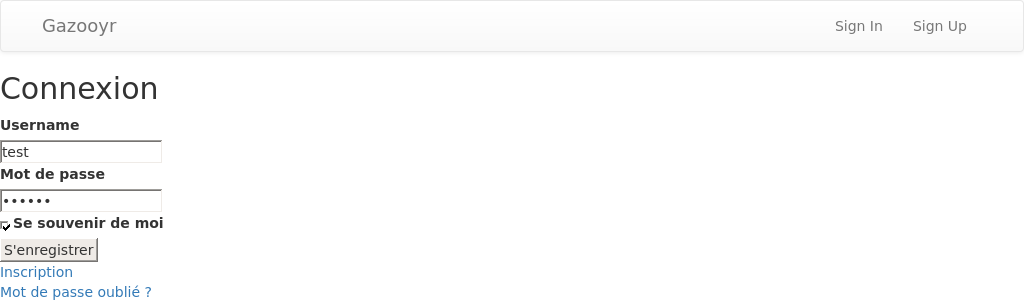 Gazooyr Sign In Sign Up
Connexion
Username
test
Mot de passe
••••••
Se souvenir de moi
S'enregistrer
Inscription
Mot de passe oublié ?